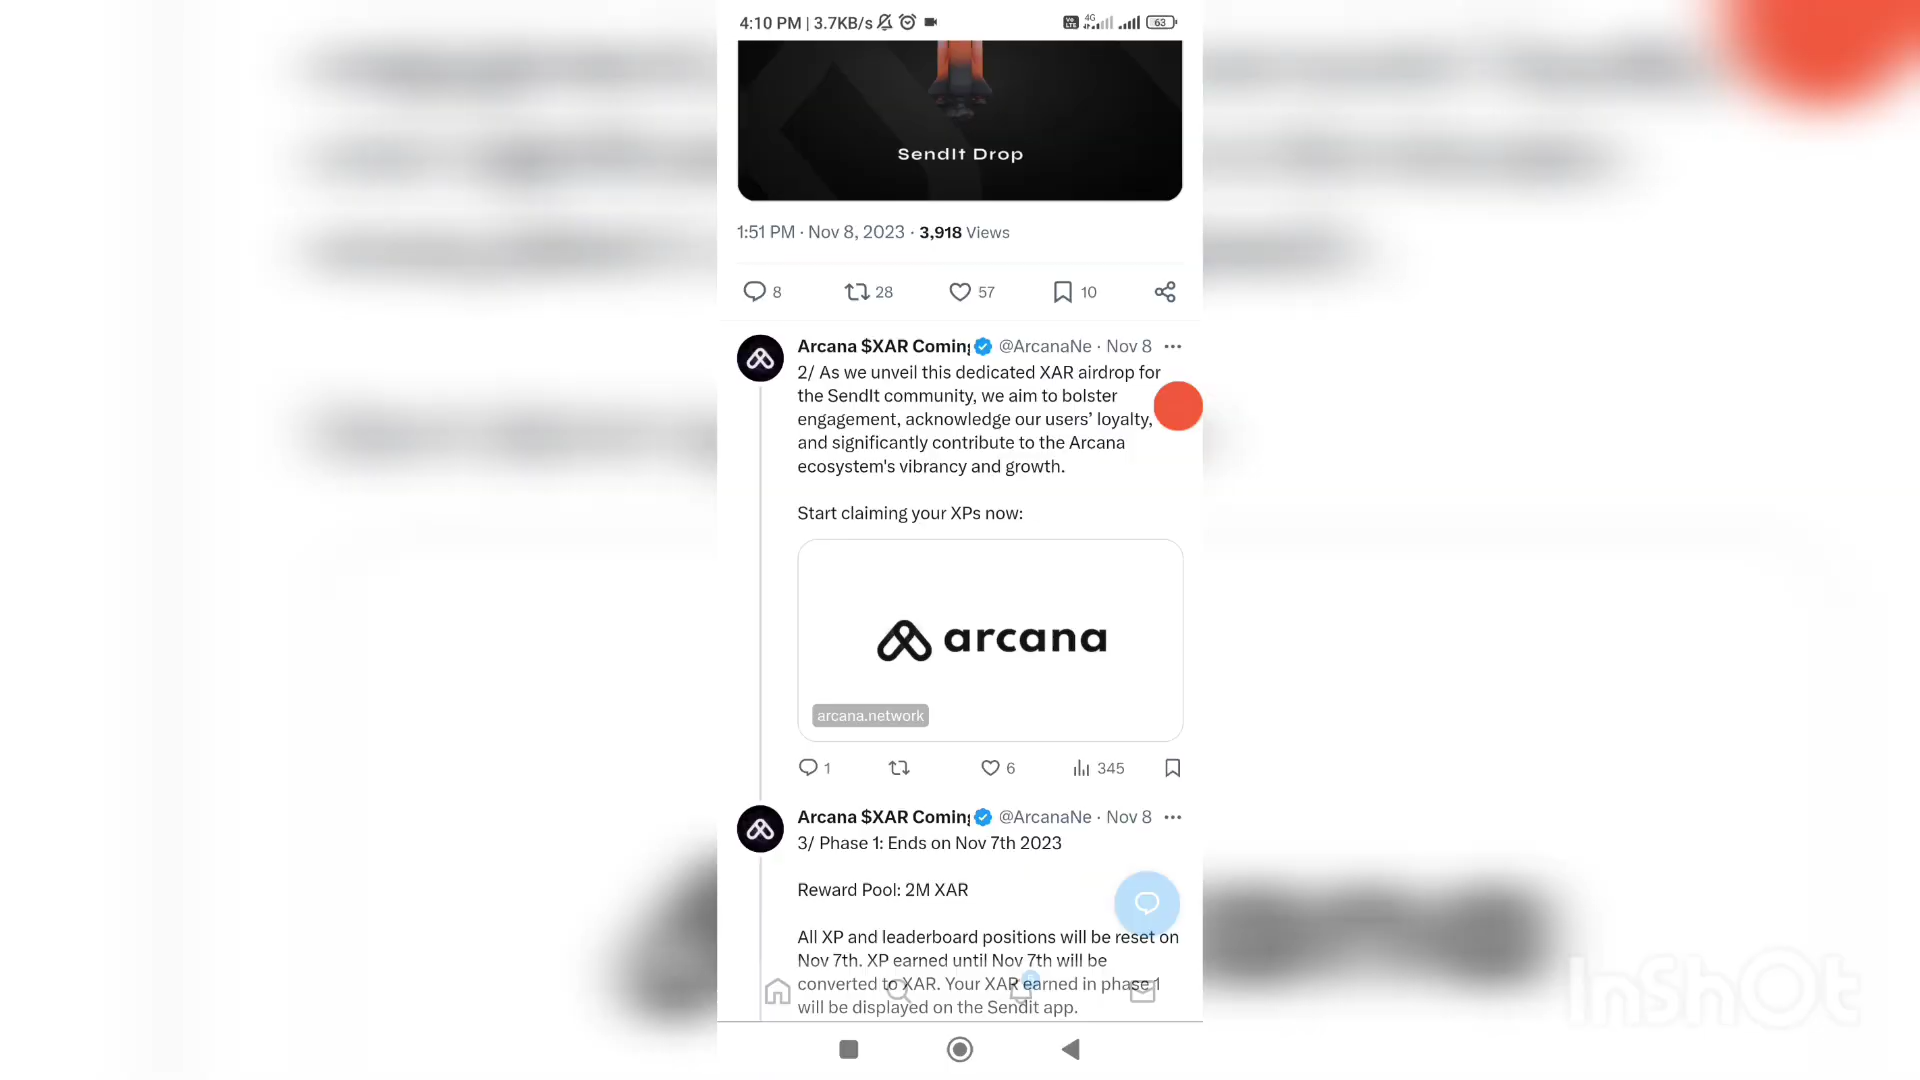 4:10 PM | 3.7KB/s
Vo LTE 4G 63
SendIt Drop
1:51 PM · Nov 8, 2023 · 3,918 Views
8 28 57 10
Arcana $XAR Coming @ArcanaNe · Nov 8 ···
2/ As we unveil this dedicated XAR airdrop for
the SendIt community, we aim to bolster
engagement, acknowledge our users’ loyalty,
and significantly contribute to the Arcana
ecosystem's vibrancy and growth.
Start claiming your XPs now:
arcana
arcana.network
1 6 345
Arcana $XAR Coming @ArcanaNe · Nov 8 ···
3/ Phase 1: Ends on Nov 7th 2023
Reward Pool: 2M XAR
All XP and leaderboard positions will be reset on
Nov 7th. XP earned until Nov 7th will be
converted to XAR. Your XAR earned in phase 1
will be displayed on the Sendit app.
InShOt